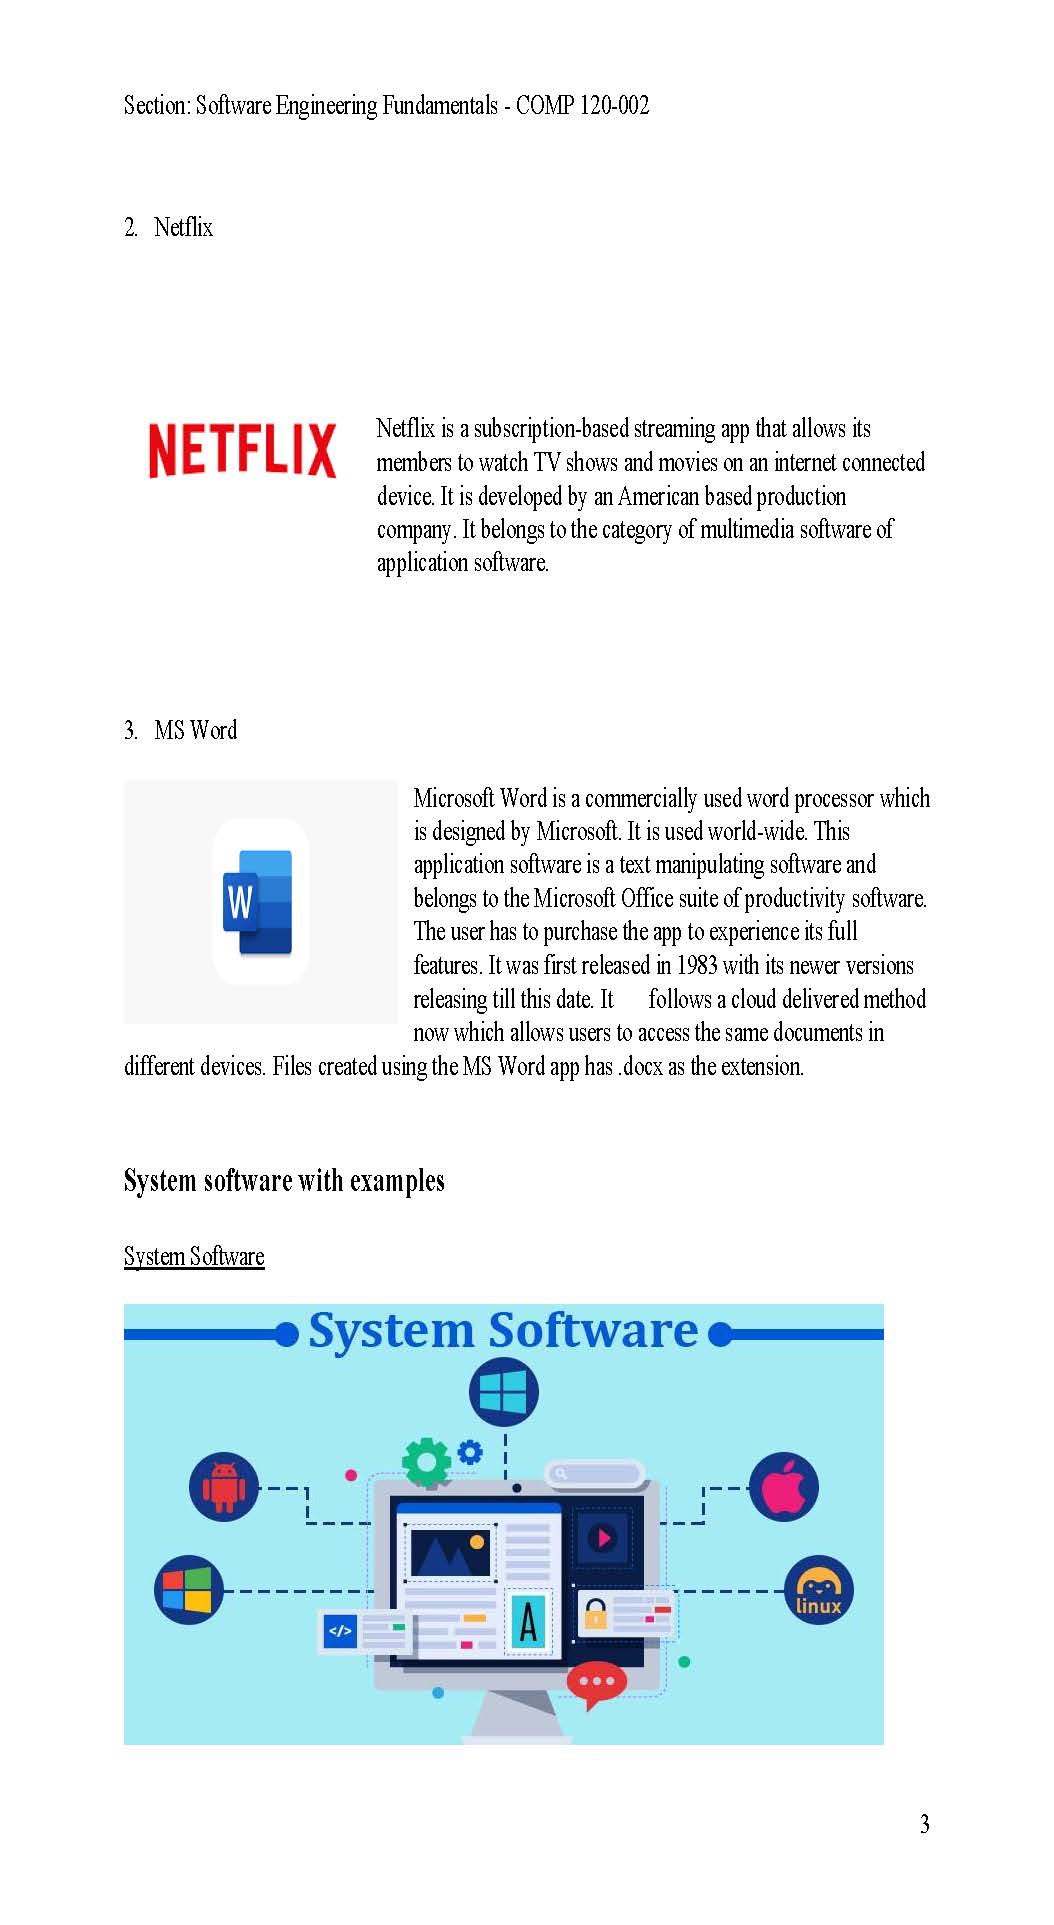 Section: Software Engineering Fundamentals - COMP 120-002
2. Netflix
NETFLIX
Netflix is a subscription-based streaming app that allows its
members to watch TV shows and movies on an internet connected
device. It is developed by an American based production
company. It belongs to the category of multimedia software of
application software.
3. MS Word
W
Microsoft Word is a commercially used word processor which
is designed by Microsoft. It is used world-wide. This
application software is a text manipulating software and
belongs to the Microsoft Office suite of productivity software.
The user has to purchase the app to experience its full
features. It was first released in 1983 with its newer versions
releasing till this date. It follows a cloud delivered method
now which allows users to access the same documents in
different devices. Files created using the MS Word app has .docx as the extension.
System software with examples
System Software
System Software
linux
</>
A
3